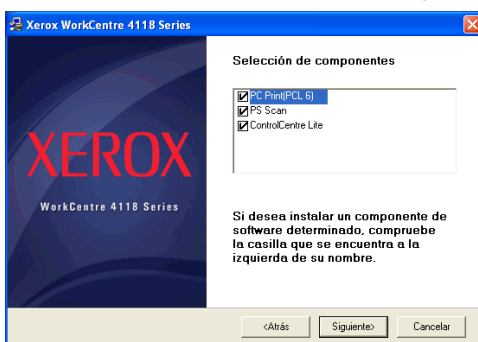 Xerox WorkCentre 4118 Series
Selección de componentes
PC Print(PCL 6)
PS Scan
ControlCentre Lite
XEROX
WorkCentre 4118 Series
Si desea instalar un componente de
software determinado, compruebe
la casilla que se encuentra a la
izquierda de su nombre.
<Atrás
Siguiente>
Cancelar